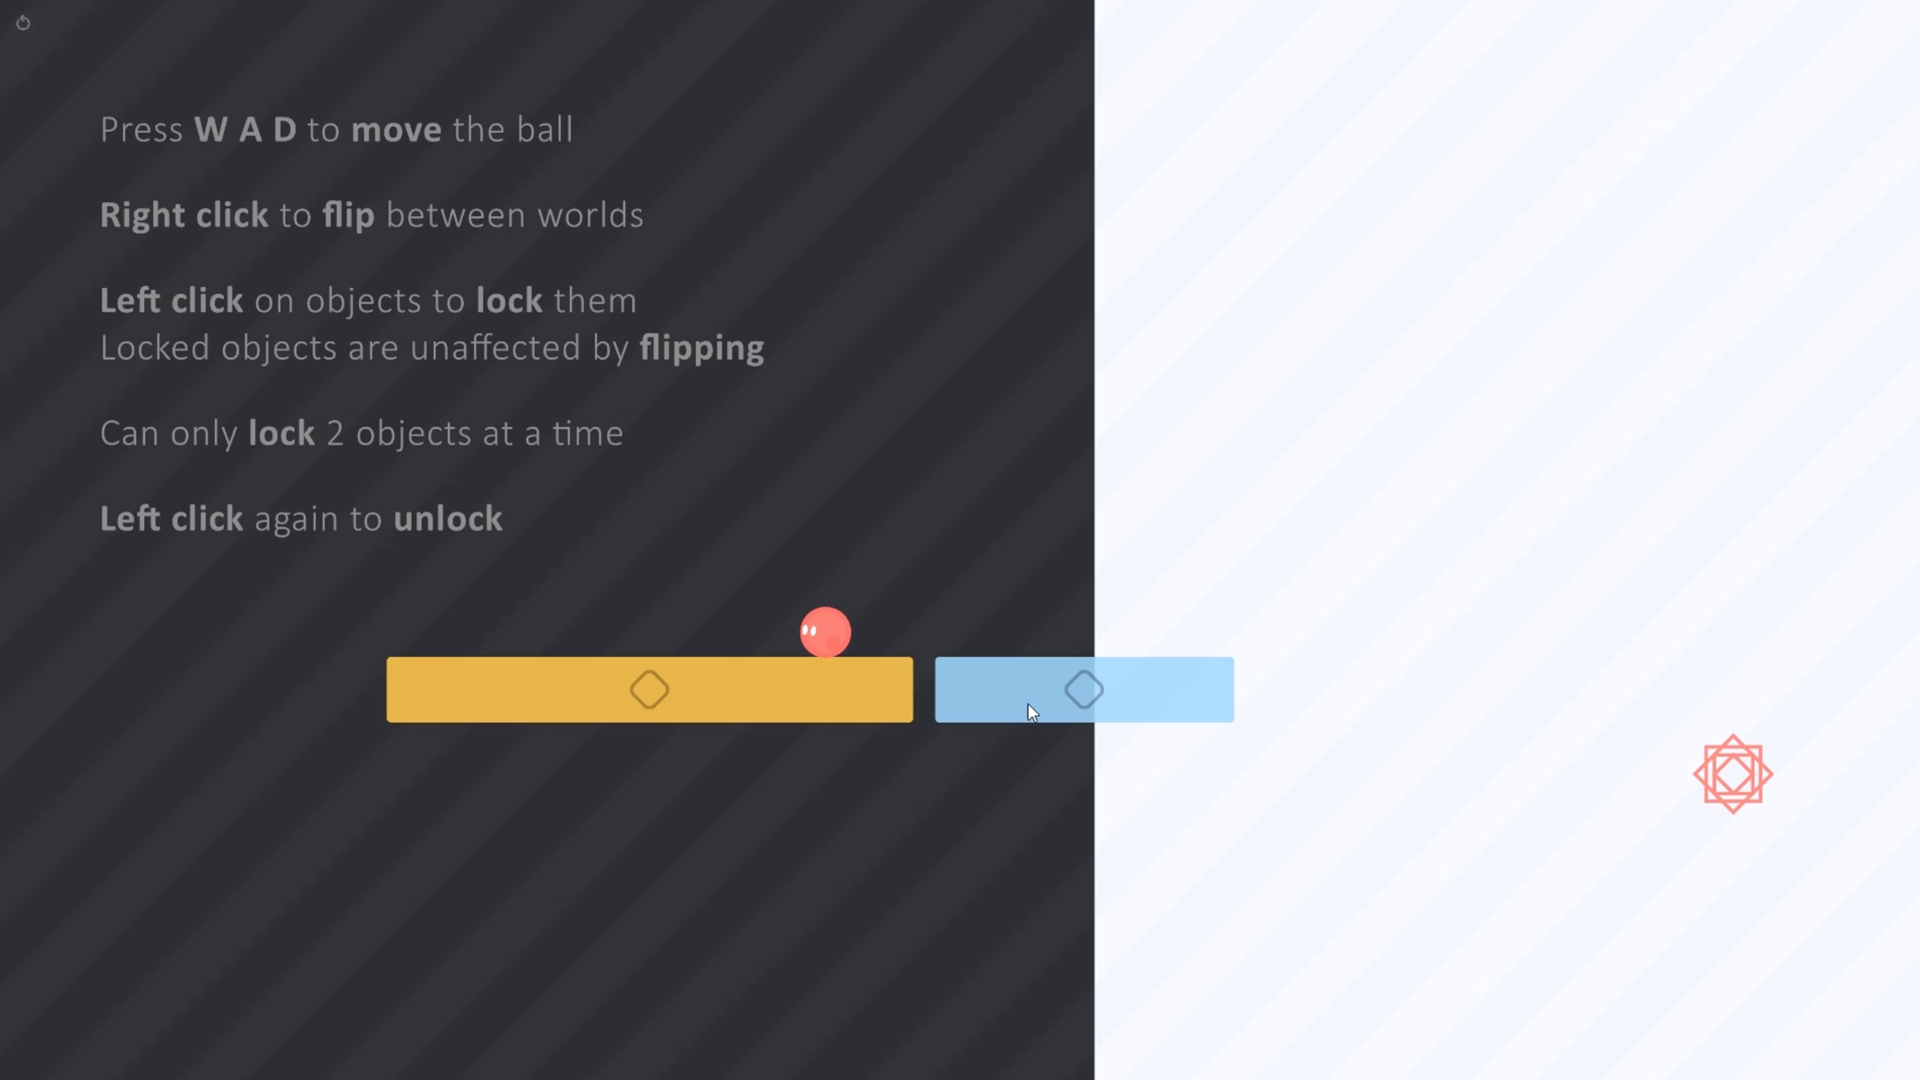 Press W A D to move the ball
Right click to flip between worlds
Left click on objects to lock them
Locked objects are unaffected by flipping
Can only lock 2 objects at a time
Left click again to unlock